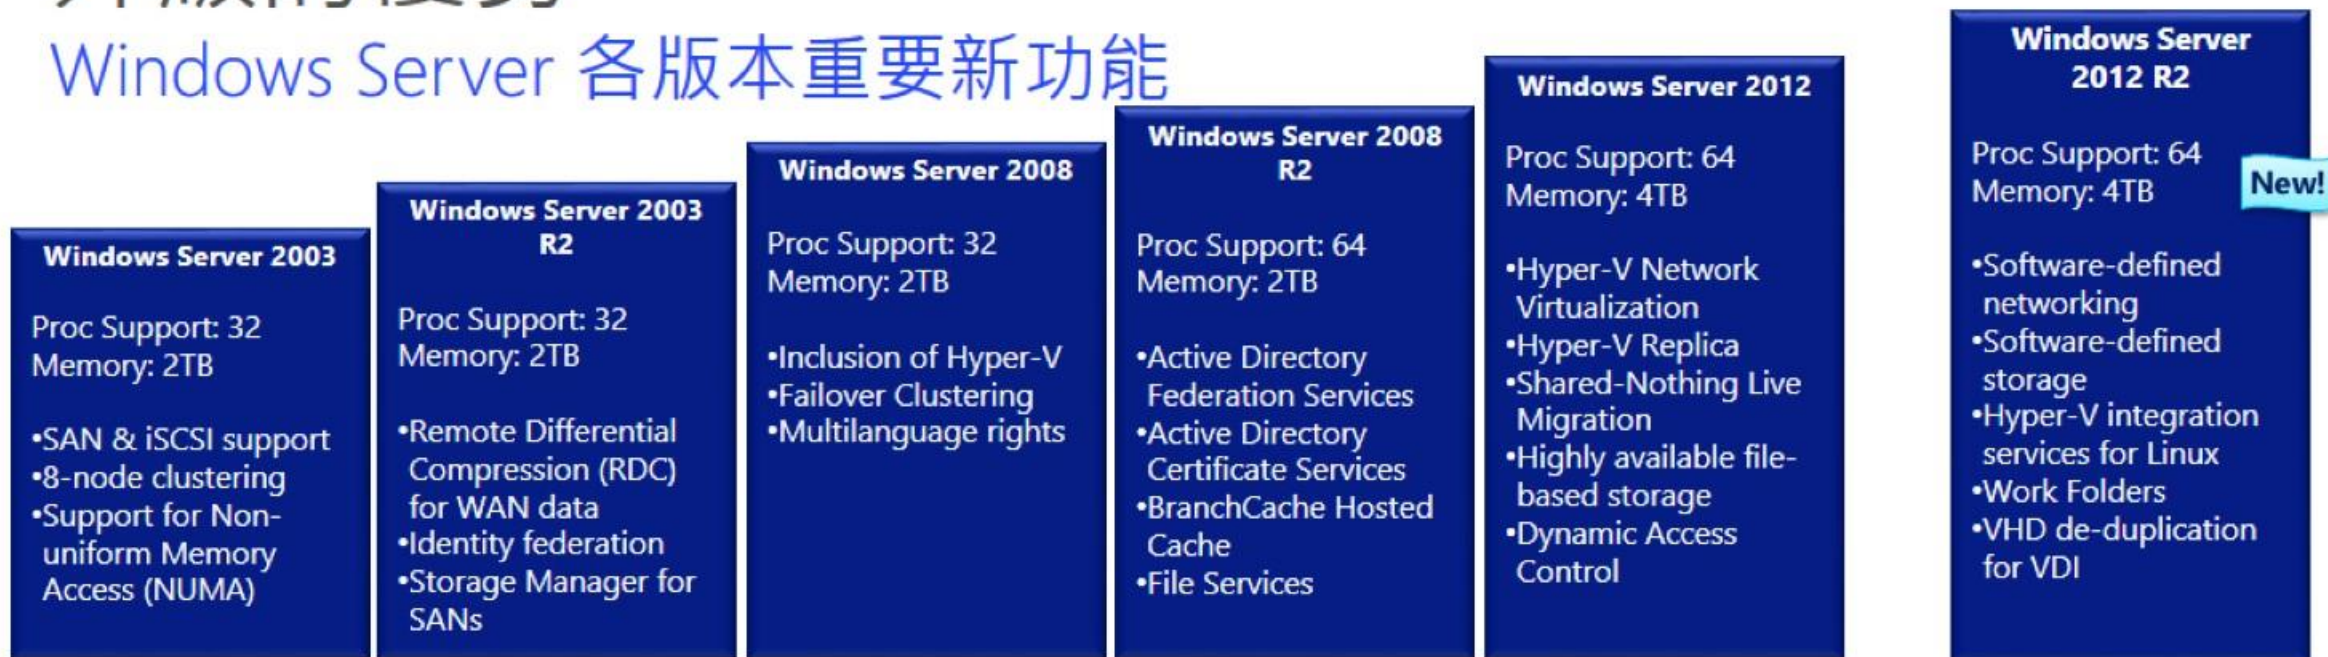 Windows Server 各版本重要新功能
Windows Server 2003
Proc Support: 32
Memory: 2TB
•SAN & iSCSI support
•8-node clustering
•Support for Non-
uniform Memory
Access (NUMA)
Windows Server 2003
R2
Proc Support: 32
Memory: 2TB
•Remote Differential
Compression (RDC)
for WAN data
•Identity federation
•Storage Manager for
SANs
Windows Server 2008
Proc Support: 32
Memory: 2TB
•Inclusion of Hyper-V
•Failover Clustering
•Multilanguage rights
Windows Server 2008
R2
Proc Support: 64
Memory: 2TB
•Active Directory
Federation Services
•Active Directory
Certificate Services
•BranchCache Hosted
Cache
•File Services
Windows Server 2012
Proc Support: 64
Memory: 4TB
•Hyper-V Network
Virtualization
•Hyper-V Replica
•Shared-Nothing Live
Migration
•Highly available file-
based storage
•Dynamic Access
Control
Windows Server
2012 R2
Proc Support: 64
Memory: 4TB
New!
•Software-defined
networking
•Software-defined
storage
•Hyper-V integration
services for Linux
•Work Folders
•VHD de-duplication
for VDI